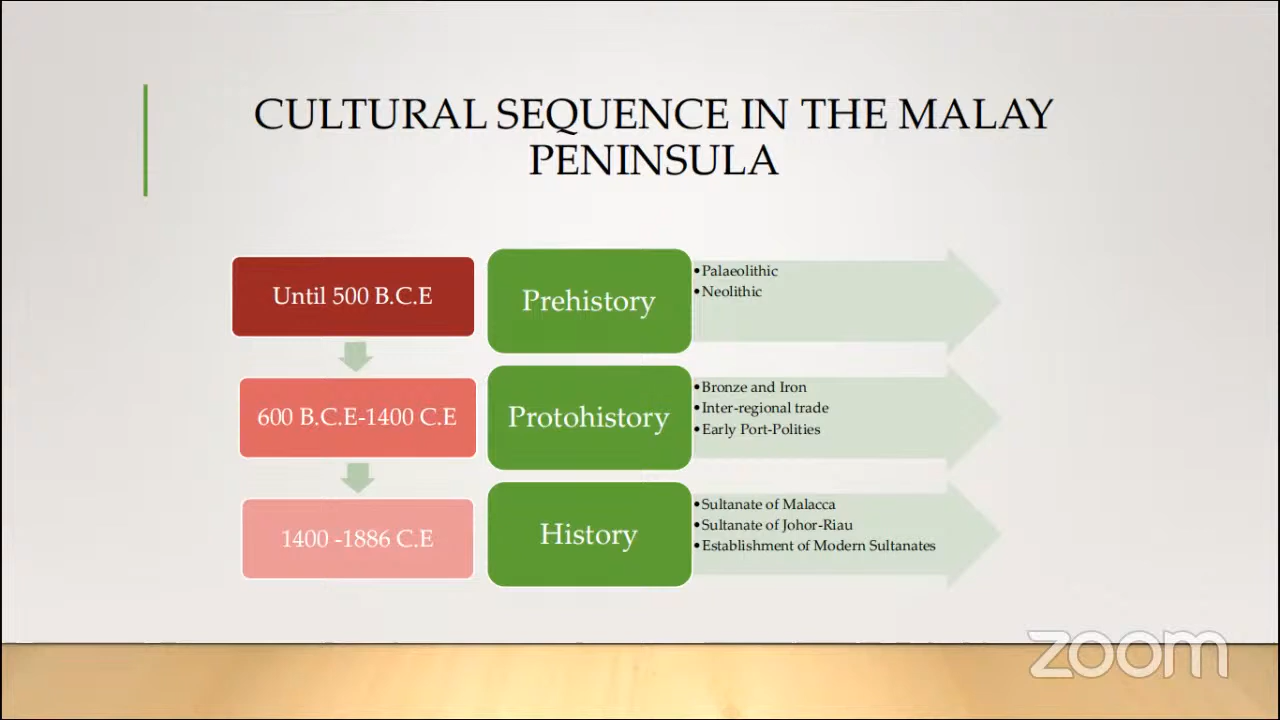 CULTURAL SEQUENCE IN THE MALAY
PENINSULA
Until 500 B.C.E
Prehistory
•Palaeolithic
•Neolithic
600 B.C.E-1400 C.E
Protohistory
•Bronze and Iron
•Inter-regional trade
•Early Port-Polities
1400 -1886 C.E
History
•Sultanate of Malacca
•Sultanate of Johor-Riau
•Establishment of Modern Sultanates
zoom